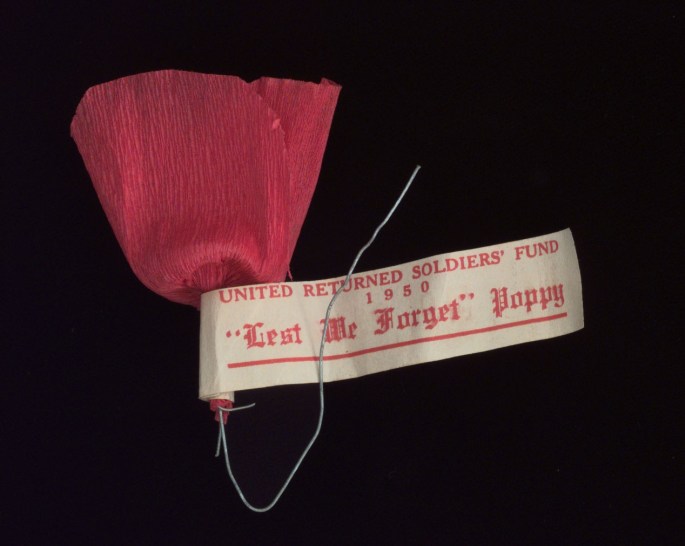 UNITED RETURNED SOLDIERS' FUND
1950
"Lest We Forget" Poppy